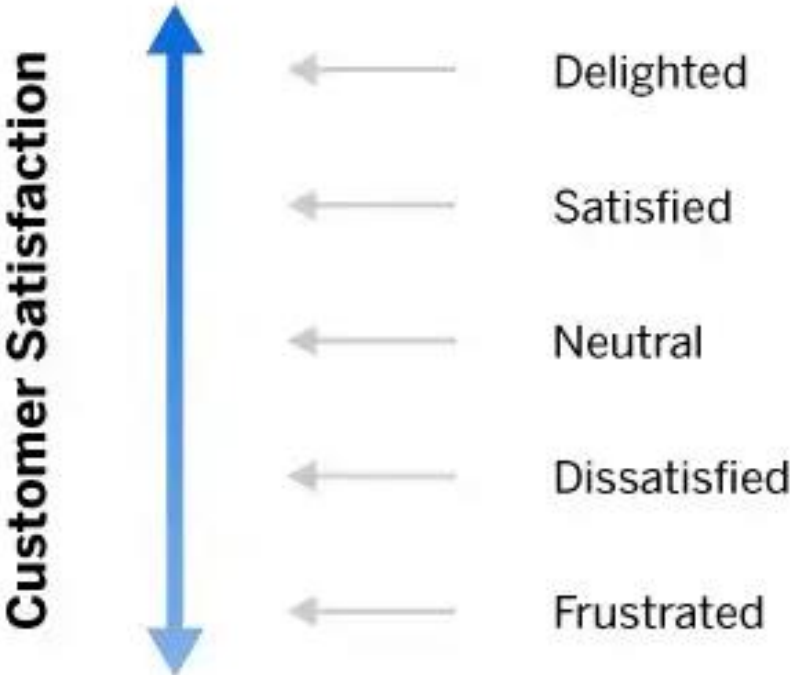 Customer Satisfaction
Delighted
Satisfied
Neutral
Dissatisfied
Frustrated